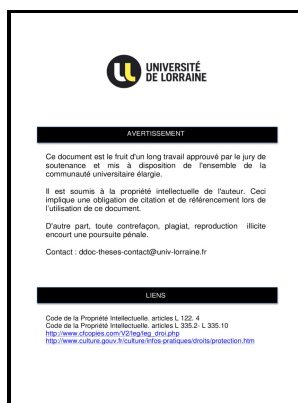 UNIVERSITÉ
DE LORRAINE
AVERTISSEMENT
Ce document est le fruit d'un long travail approuvé par le jury de
soutenance et mis à disposition de l'ensemble de la
communauté universitaire élargie.
Il est soumis à la propriété intellectuelle de l'auteur. Ceci
implique une obligation de citation et de référencement lors de
l'utilisation de ce document.
D'autre part, toute contrefaçon, plagiat, reproduction illicite
encourt une poursuite pénale.
Contact : ddoc-theses-contact@univ-lorraine.fr
LIENS
Code de la Propriété Intellectuelle. articles L 122. 4
Code de la Propriété Intellectuelle. articles L 335.2- L 335.10
http://www.cfcopies.com/V2/leg/leg_droi.php
http://www.culture.gouv.fr/culture/infos-pratiques/droits/protection.htm